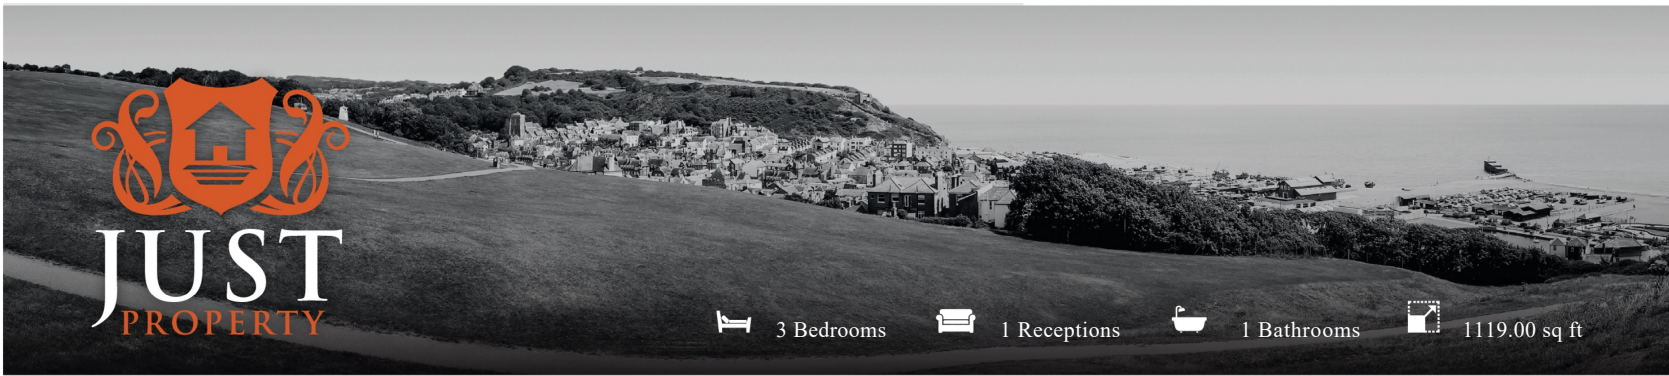 JUST
PROPERTY
3 Bedrooms
1 Receptions
1 Bathrooms
1119.00 sq ft